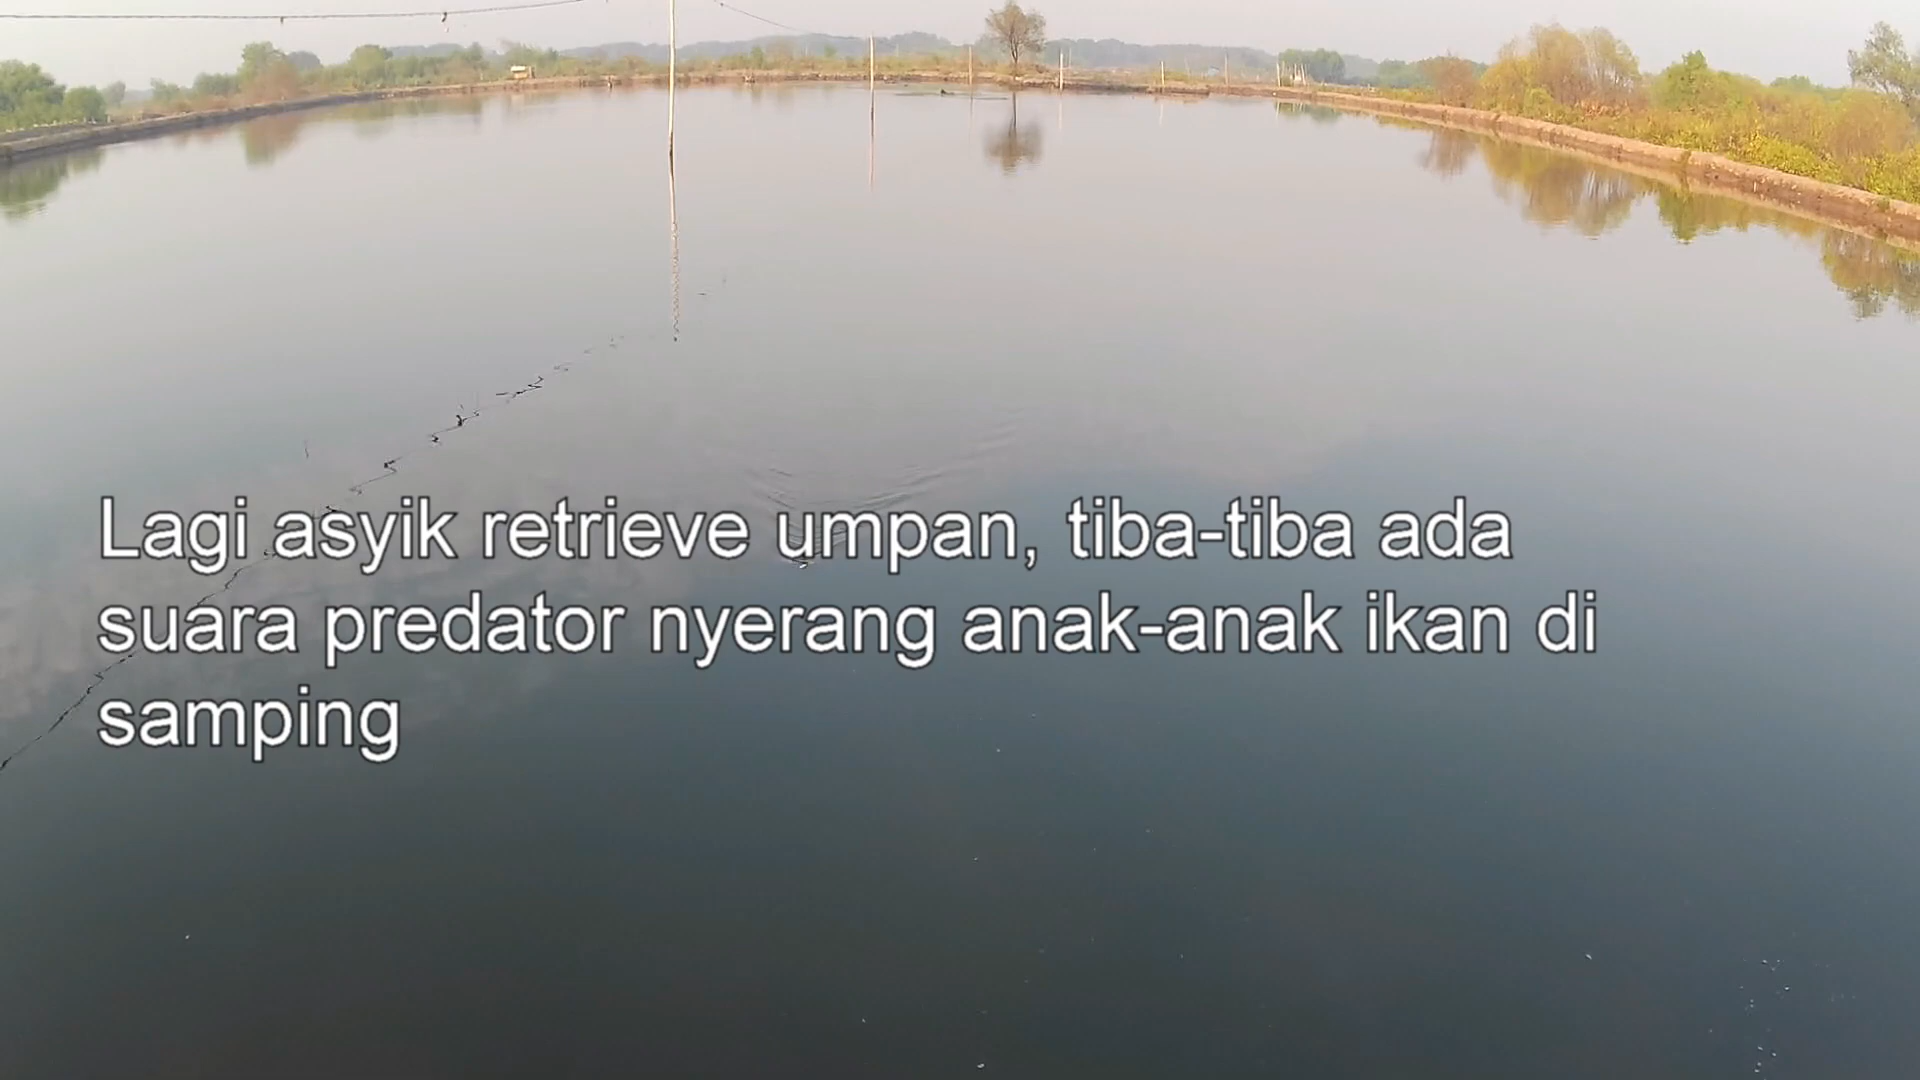 Lagi asyik retrieve umpan, tiba-tiba ada
suara predator nyerang anak-anak ikan di
samping